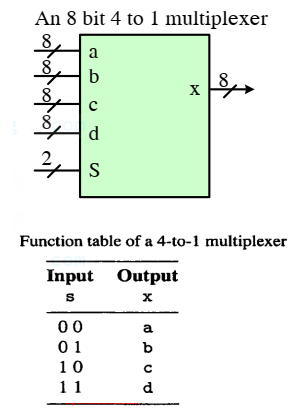 An 8 bit 4 to 1 multiplexer
8 a
8 b
8 c
8 d
2 S
x 8
Function table of a 4-to-1 multiplexer
Input Output
s x
0 0 a
0 1 b
1 0 c
1 1 d